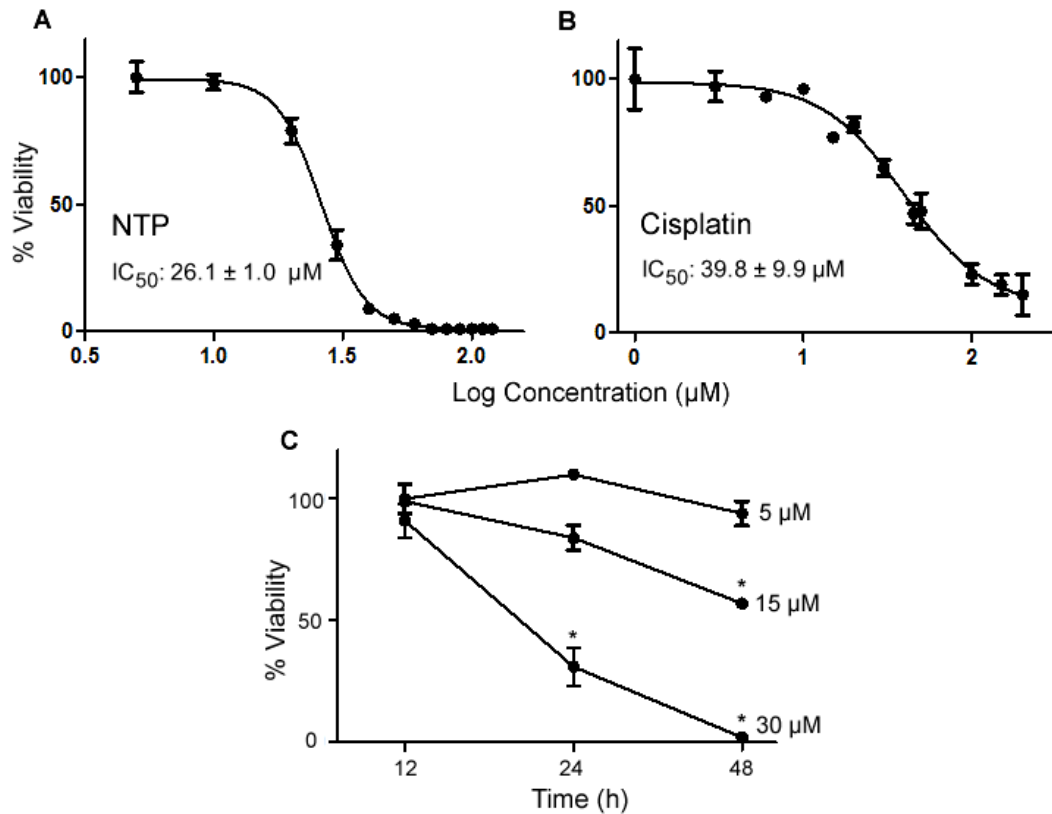 A
% Viability
100
50
0
NTP
IC50: 26.1 ± 1.0 µM
0.5 1.0 1.5 2.0
B
100
50
0
Cisplatin
IC50: 39.8 ± 9.9 µM
0 1 2
Log Concentration (µM)
C
% Viability
100
50
0
5 µM
*
15 µM
*
*
30 µM
12 24 48
Time (h)